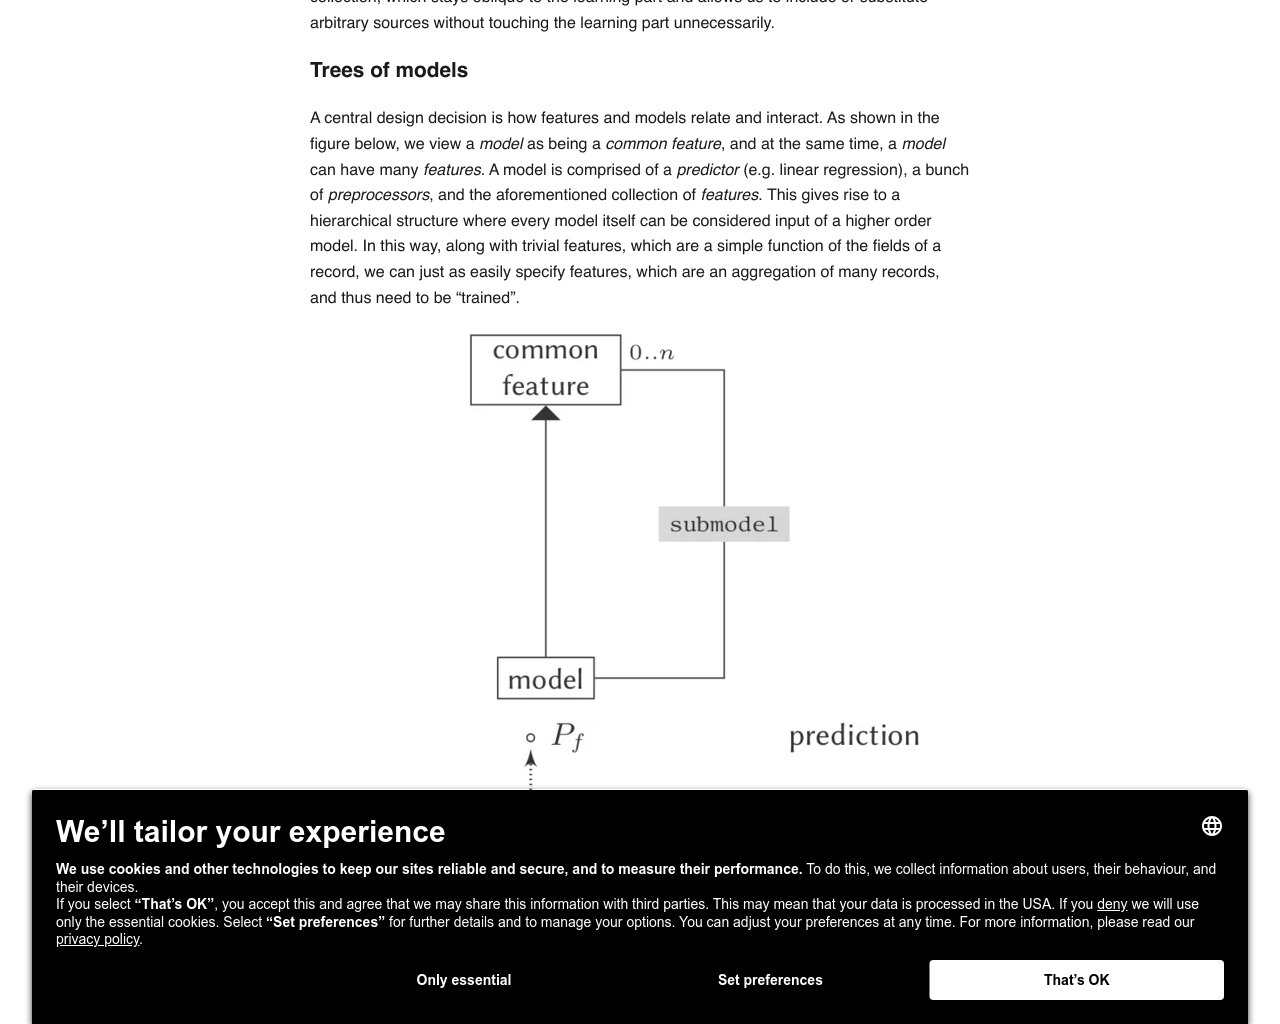 arbitrary sources without touching the learning part unnecessarily.
Trees of models
A central design decision is how features and models relate and interact. As shown in the
figure below, we view a model as being a common feature, and at the same time, a model
can have many features. A model is comprised of a predictor (e.g. linear regression), a bunch
of preprocessors, and the aforementioned collection of features. This gives rise to a
hierarchical structure where every model itself can be considered input of a higher order
model. In this way, along with trivial features, which are a simple function of the fields of a
record, we can just as easily specify features, which are an aggregation of many records,
and thus need to be “trained”.
common
feature
0..n
submodel
model
P_f
prediction
We’ll tailor your experience
We use cookies and other technologies to keep our sites reliable and secure, and to measure their performance. To do this, we collect information about users, their behaviour, and
their devices.
If you select “That’s OK”, you accept this and agree that we may share this information with third parties. This may mean that your data is processed in the USA. If you deny we will use
only the essential cookies. Select “Set preferences” for further details and to manage your options. You can adjust your preferences at any time. For more information, please read our
privacy policy.
Only essential
Set preferences
That’s OK